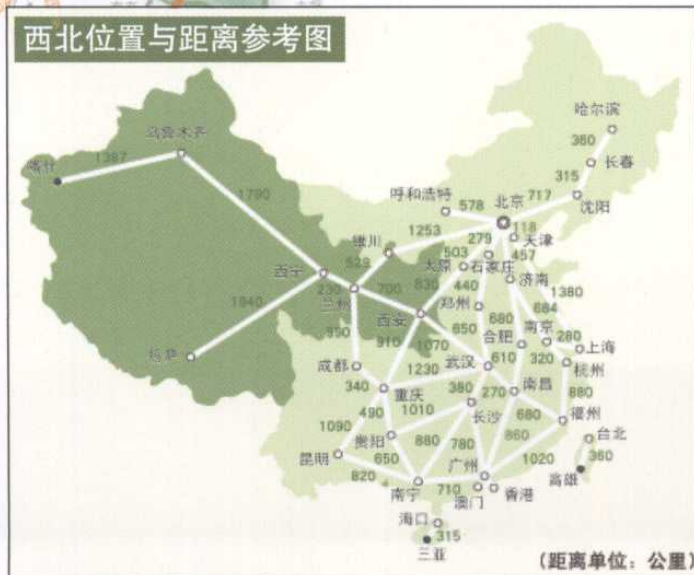 西北位置与距离参考图
哈尔滨
乌鲁木齐
360
喀什
1387
长春
315
呼和浩特
北京
717
沈阳
578
1790
118
银川
1253
279
天津
503
457
太原
石家庄
西宁
济南
230
兰州
700
830
440
1380
郑州
684
西安
650
680
南京
1840
合肥
280
上海
910
1070
610
320
拉萨
武汉
杭州
成都
1230
南昌
340
重庆
380
270
880
490
1010
长沙
680
福州
1090
贵阳
台北
880
780
860
昆明
650
广州
1020
360
820
高雄
南宁
710
澳门
香港
海口
315
三亚
(距离单位：公里)